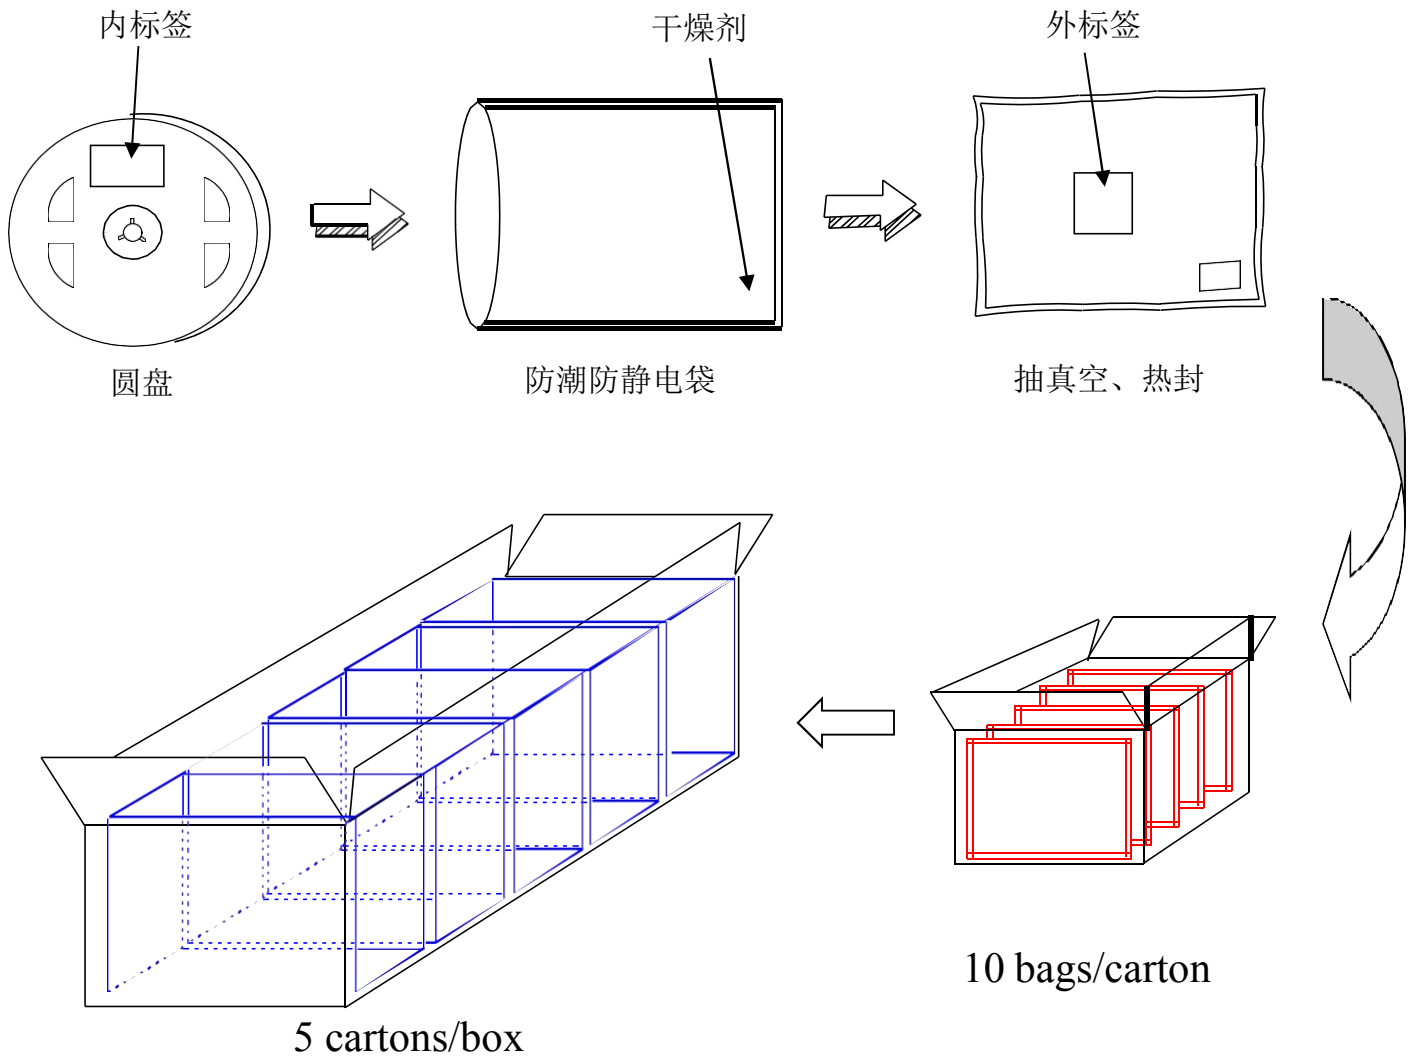 内标签
干燥剂
外标签
圆盘
防潮防静电袋
抽真空、热封
10 bags/carton
5 cartons/box